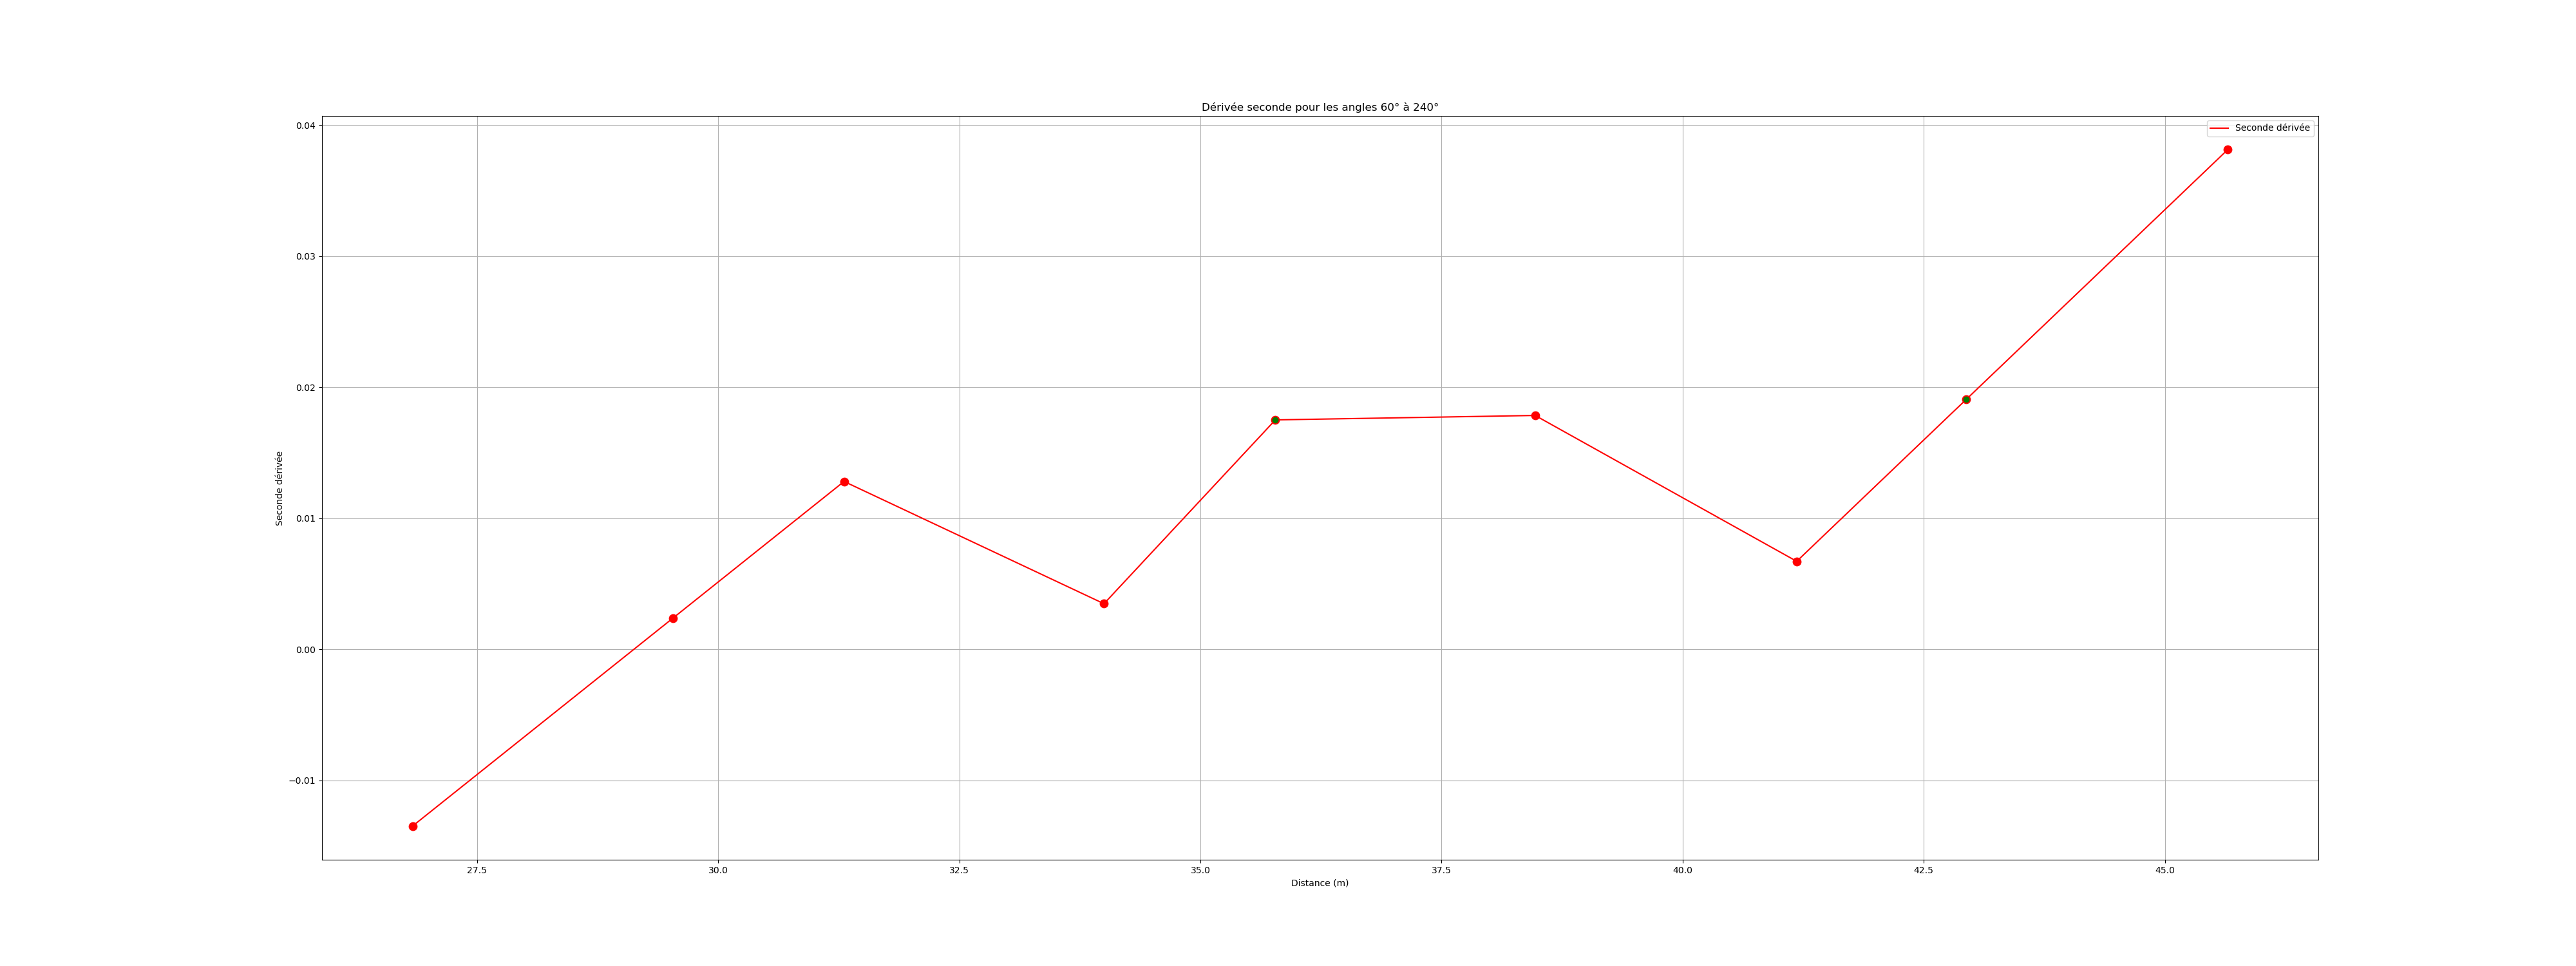 Dérivée seconde pour les angles 60° à 240°
Seconde dérivée
0.04
0.03
0.02
0.01
0.00
−0.01
Seconde dérivée
27.5 30.0 32.5 35.0 37.5 40.0 42.5 45.0
Distance (m)